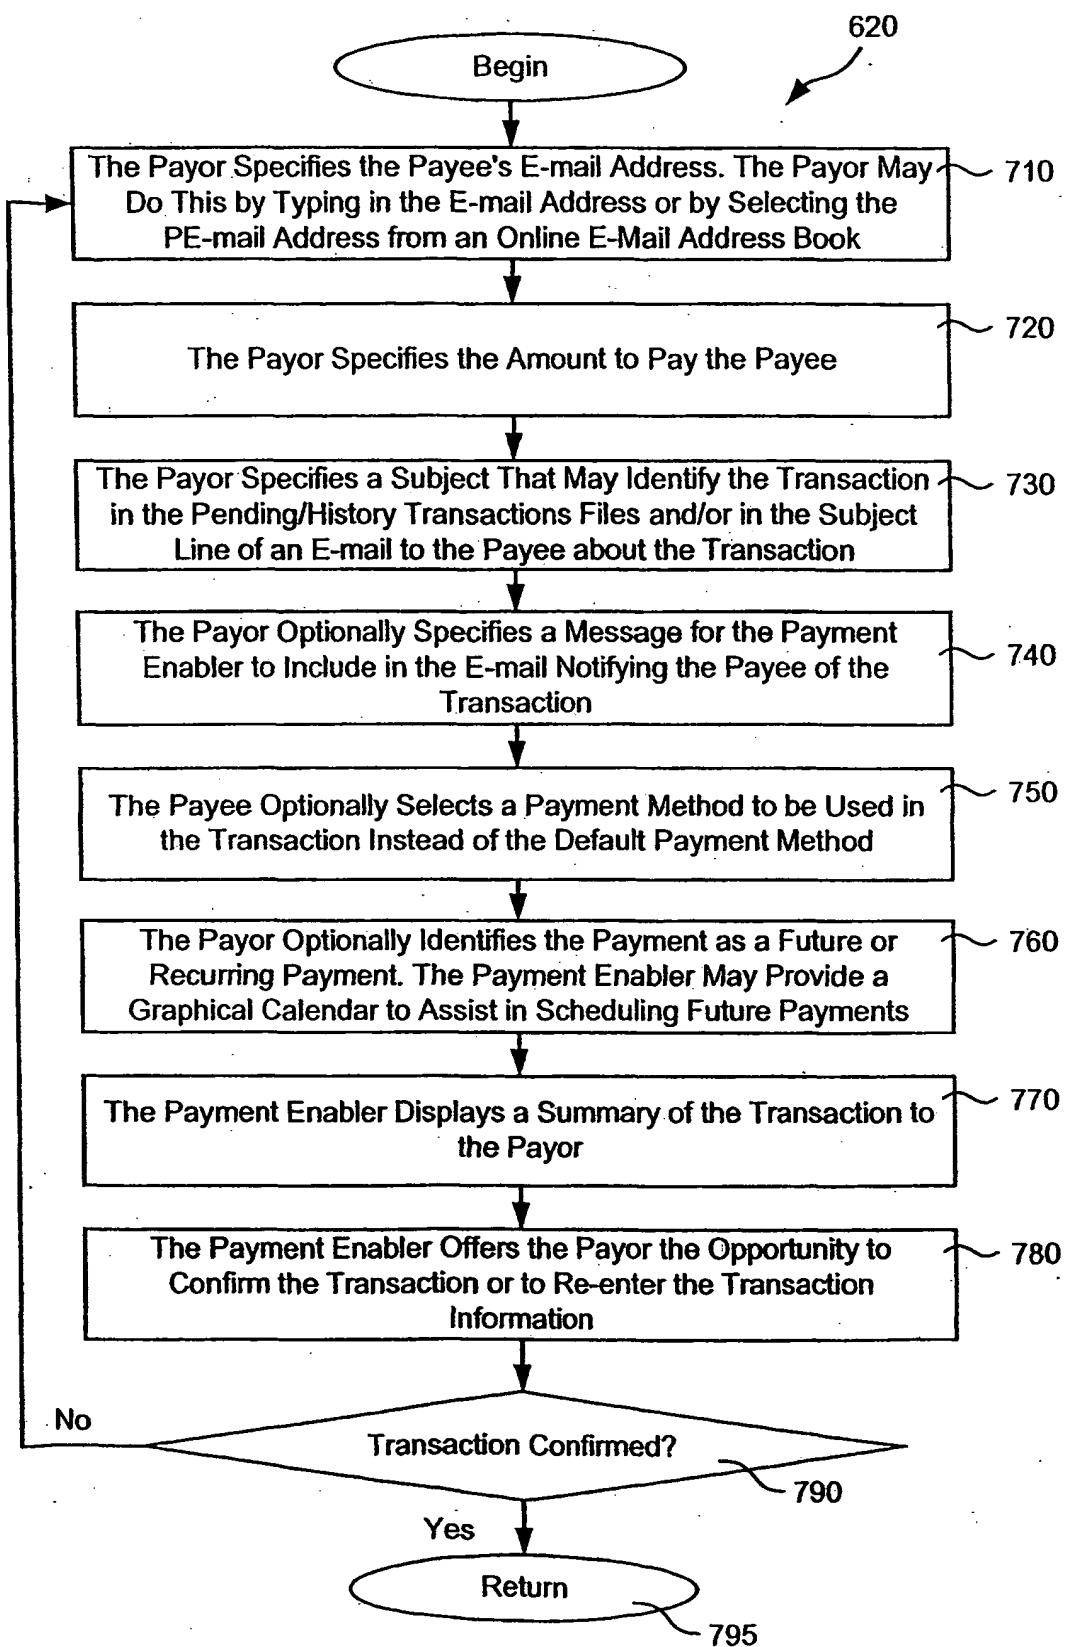 620
Begin
The Payor Specifies the Payee's E-mail Address. The Payor May
Do This by Typing in the E-mail Address or by Selecting the
PE-mail Address from an Online E-Mail Address Book
710
The Payor Specifies the Amount to Pay the Payee
720
The Payor Specifies a Subject That May Identify the Transaction
in the Pending/History Transactions Files and/or in the Subject
Line of an E-mail to the Payee about the Transaction
730
The Payor Optionally Specifies a Message for the Payment
Enabler to Include in the E-mail Notifying the Payee of the
Transaction
740
The Payee Optionally Selects a Payment Method to be Used in
the Transaction Instead of the Default Payment Method
750
The Payor Optionally Identifies the Payment as a Future or
Recurring Payment. The Payment Enabler May Provide a
Graphical Calendar to Assist in Scheduling Future Payments
760
The Payment Enabler Displays a Summary of the Transaction to
the Payor
770
The Payment Enabler Offers the Payor the Opportunity to
Confirm the Transaction or to Re-enter the Transaction
Information
780
No
Transaction Confirmed?
790
Yes
Return
795